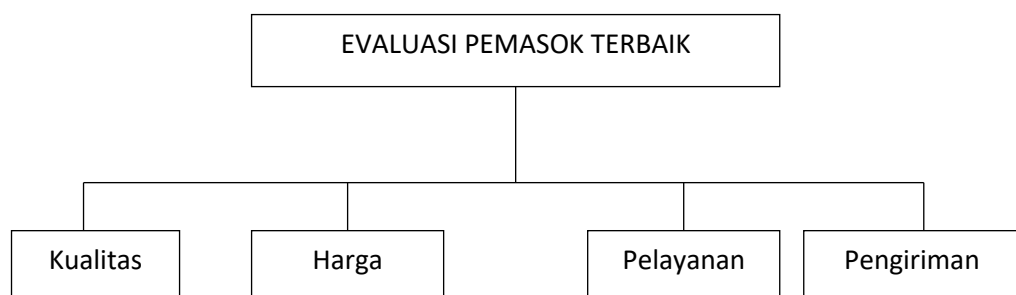 EVALUASI PEMASOK TERBAIK
Kualitas
Harga
Pelayanan
Pengiriman